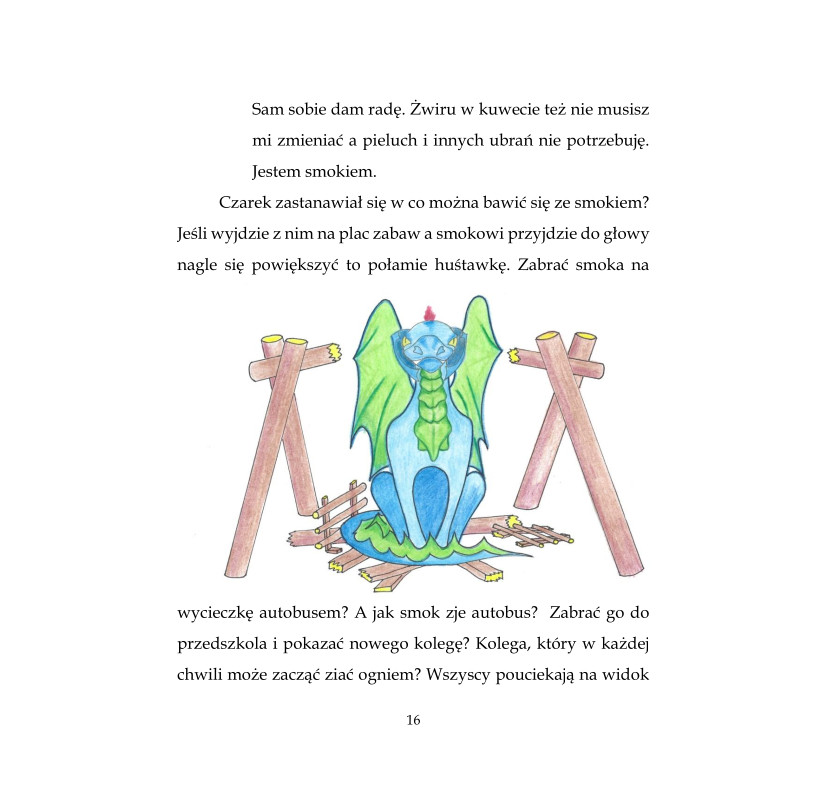 Sam sobie dam radę. Żwiru w kuwecie też nie musisz
mi zmieniać a pieluch i innych ubrań nie potrzebuję.
Jestem smokiem.
Czarek zastanawiał się w co można bawić się ze smokiem?
Jeśli wyjdzie z nim na plac zabaw a smokowi przyjdzie do głowy
nagle się powiększyć to połamie huśtawkę. Zabrać smoka na
wycieczkę autobusem? A jak smok zje autobus?  Zabrać go do
przedszkola i pokazać nowego kolegę? Kolega, który w każdej
chwili może zacząć ziać ogniem? Wszyscy pouciekają na widok
16